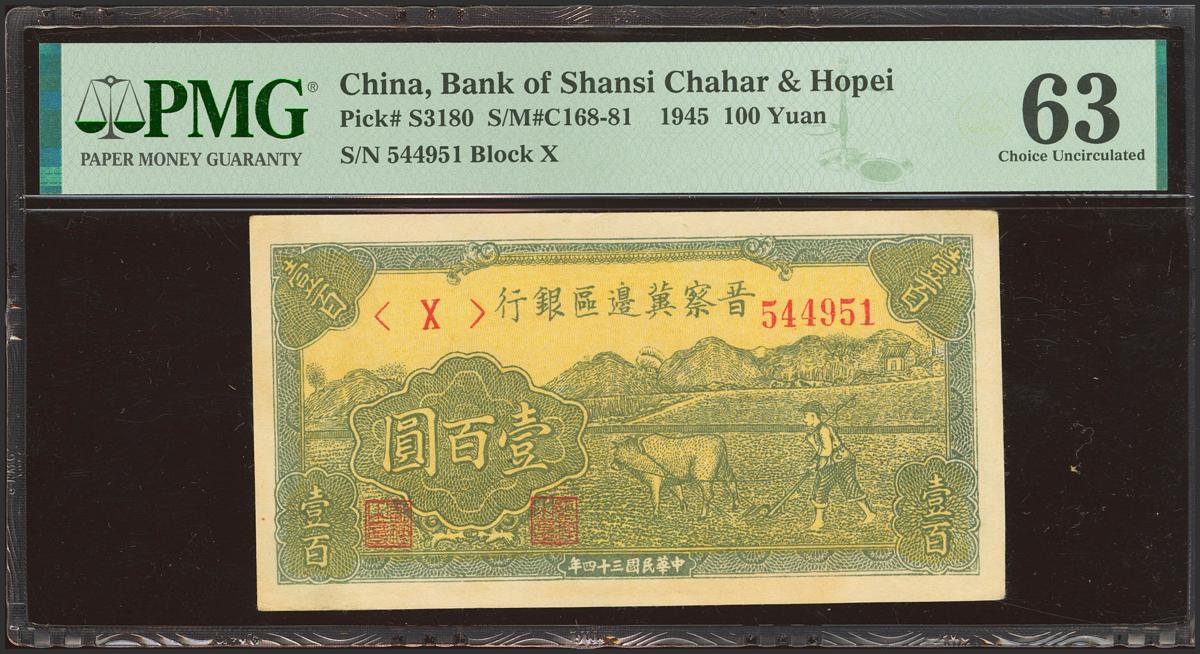 PMG®
PAPER MONEY GUARANTY
China, Bank of Shansi Chahar & Hopei
Pick# S3180 S/M#C168-81 1945 100 Yuan
S/N 544951 Block X
63
Choice Uncirculated
壹百
壹百
行銀區邊冀察晉
< X >
544951
圓百壹
壹百
壹百
年四十三國民華中